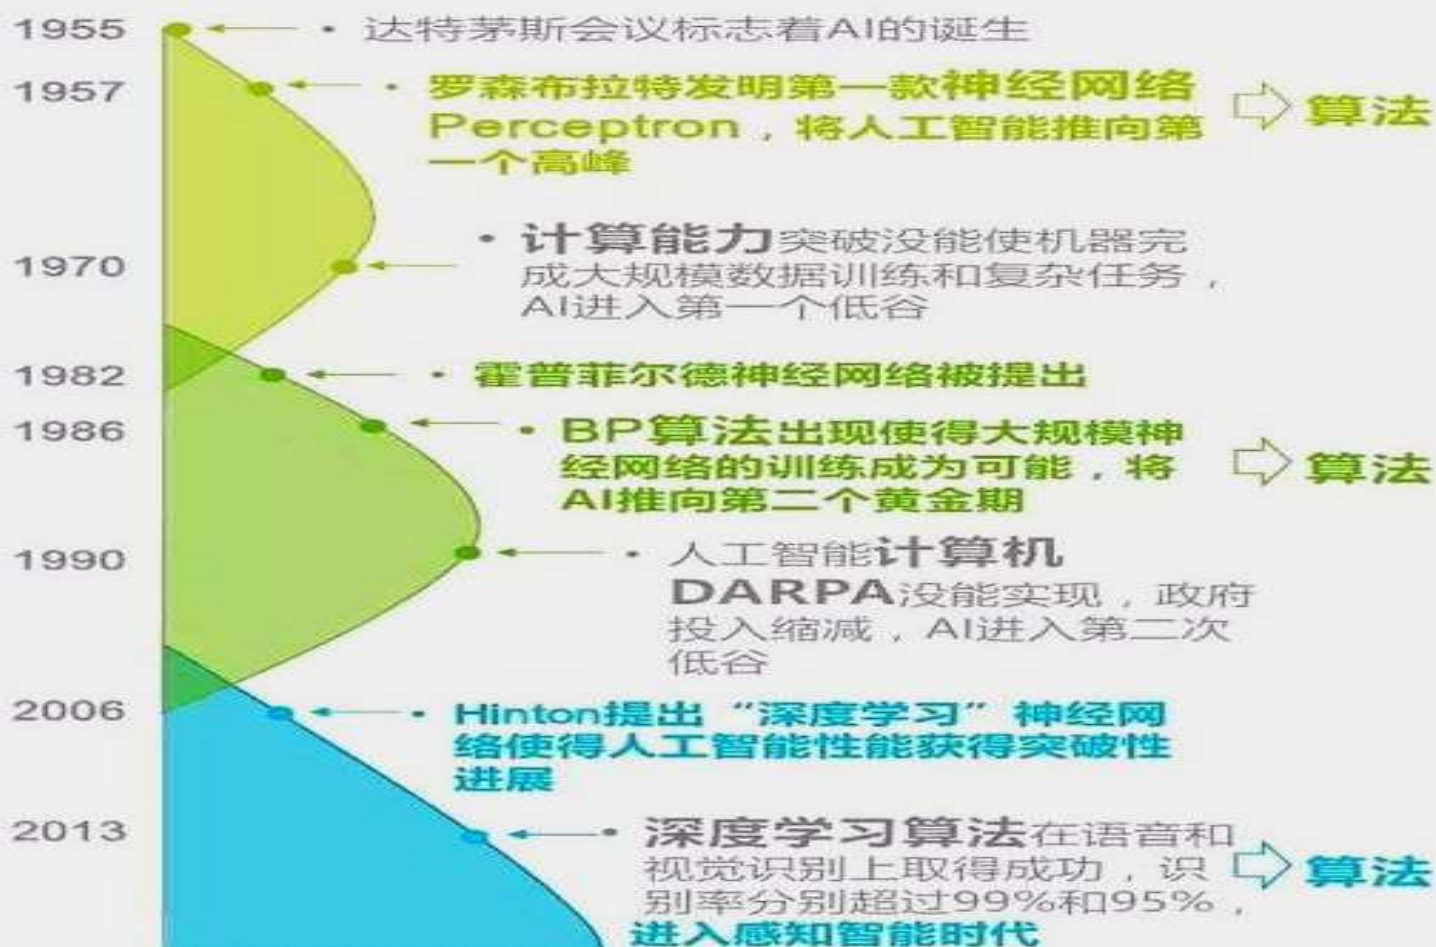 1955
• 达特茅斯会议标志着AI的诞生
1957
• 罗森布拉特发明第一款神经网络
Perceptron，将人工智能推向第
一个高峰
算法
1970
• 计算能力突破没能使机器完
成大规模数据训练和复杂任务，
AI进入第一个低谷
1982
• 霍普菲尔德神经网络被提出
1986
• BP算法出现使得大规模神
经网络的训练成为可能，将
AI推向第二个黄金期
算法
1990
• 人工智能计算机
DARPA没能实现，政府
投入缩减，AI进入第二次
低谷
2006
• Hinton提出“深度学习”神经网
络使得人工智能性能获得突破性
进展
2013
• 深度学习算法在语音和
视觉识别上取得成功，识
别率分别超过99%和95%，
进入感知智能时代
算法